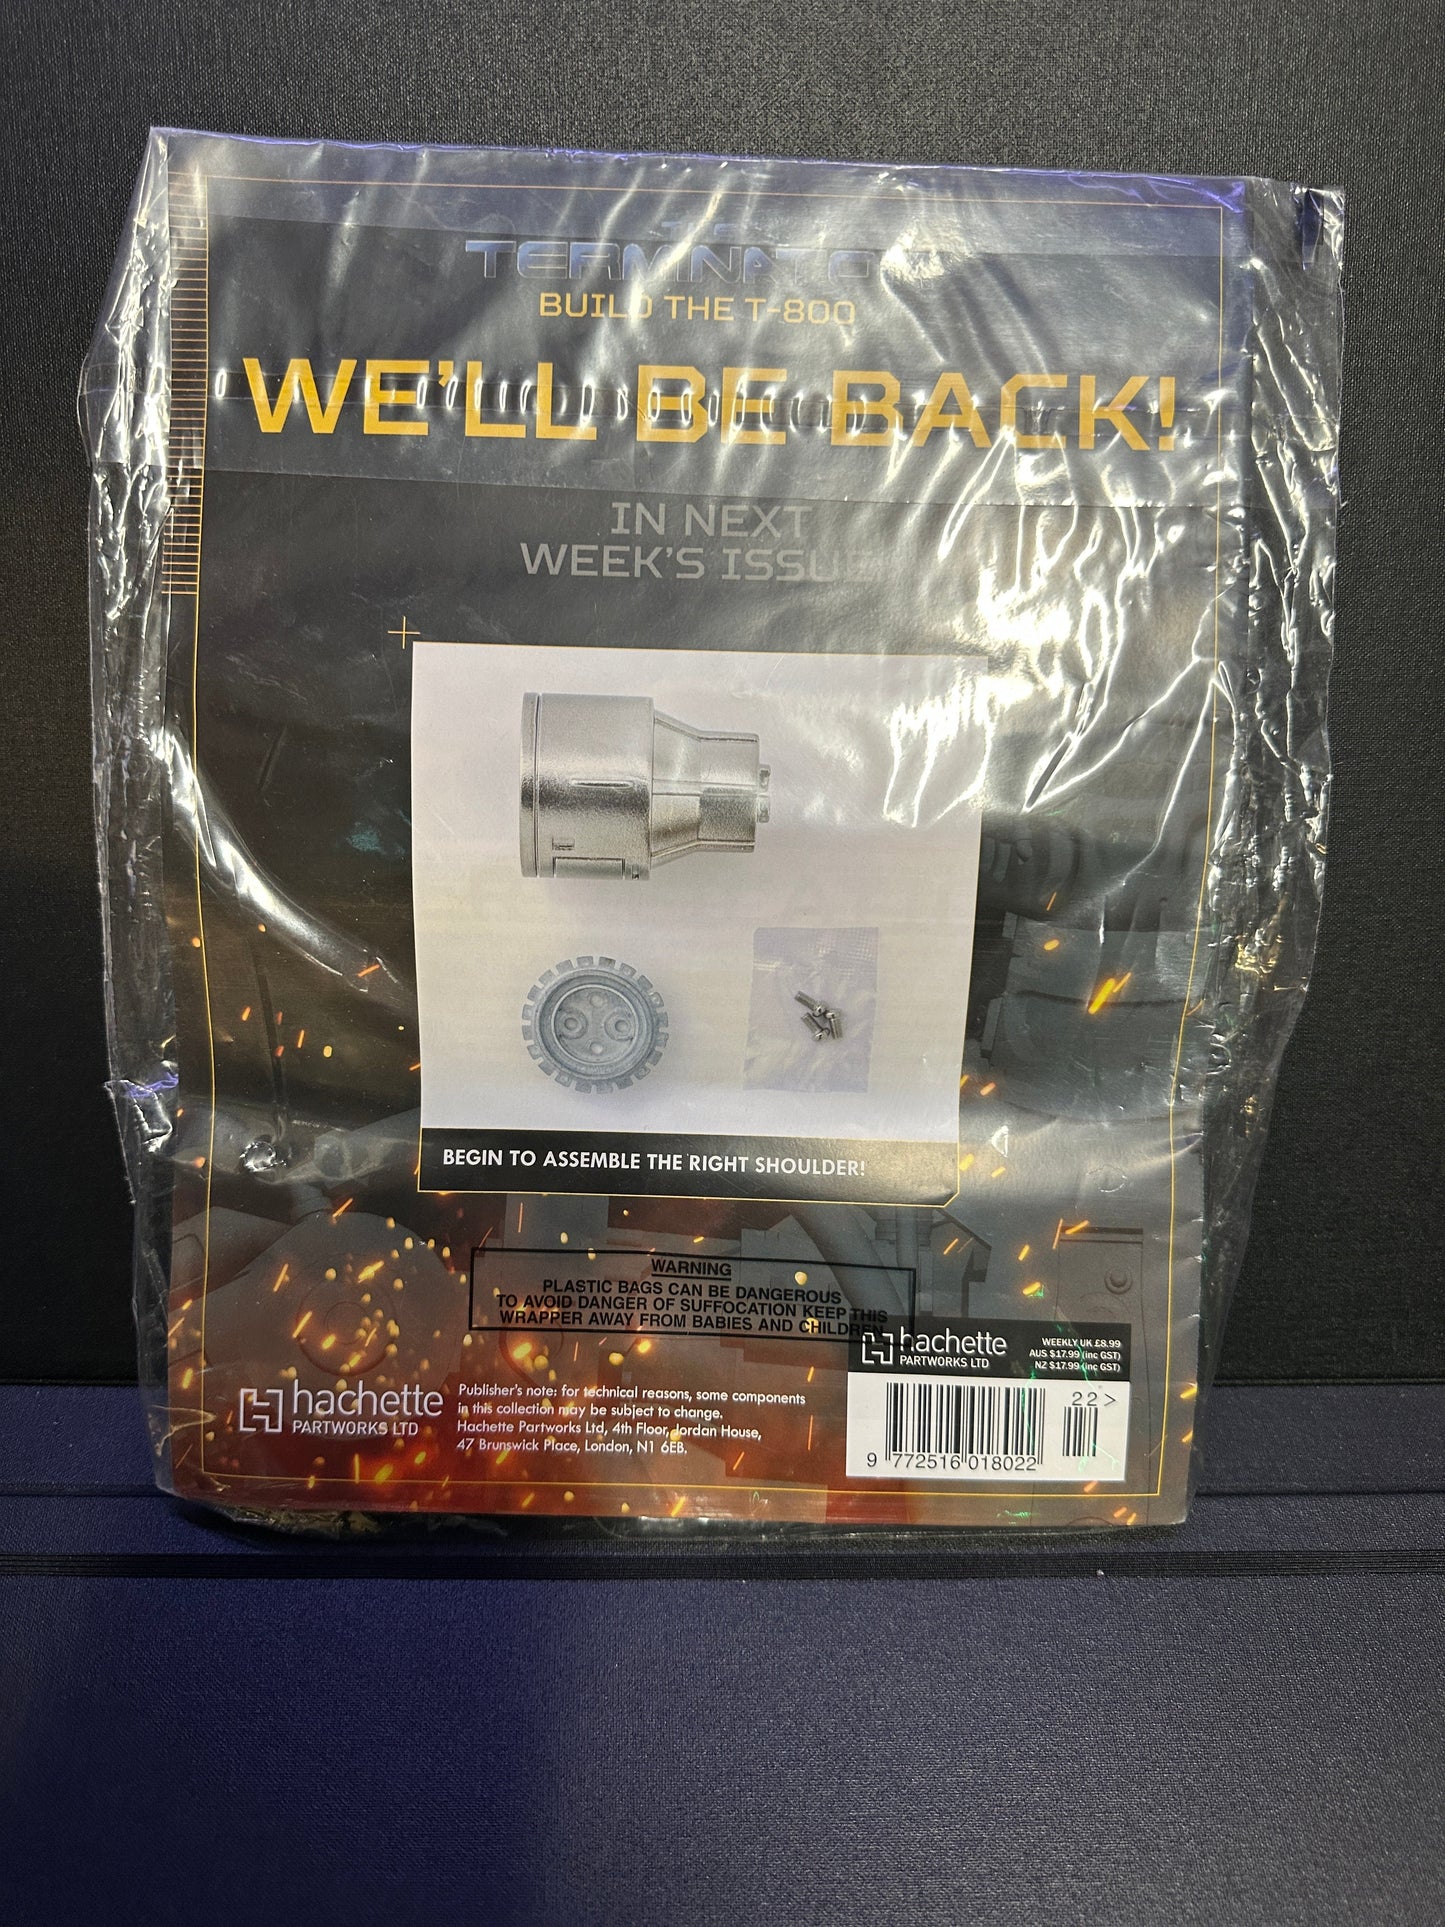 THE
TERMINATOR
BUILD THE T-800
WE'LL BE BACK!
IN NEXT
WEEK'S ISSUE
BEGIN TO ASSEMBLE THE RIGHT SHOULDER!
WARNING
PLASTIC BAGS CAN BE DANGEROUS
TO AVOID DANGER OF SUFFOCATION KEEP THIS
WRAPPER AWAY FROM BABIES AND CHILDREN
hachette
PARTWORKS LTD
Publisher's note: for technical reasons, some components
in this collection may be subject to change.
Hachette Partworks Ltd, 4th Floor, Jordan House,
47 Brunswick Place, London, N1 6EB.
hachette
PARTWORKS LTD
WEEKLY UK £8.99
AUS $17.99 (inc GST)
NZ $17.99 (inc GST)
22>
9 772516 018022